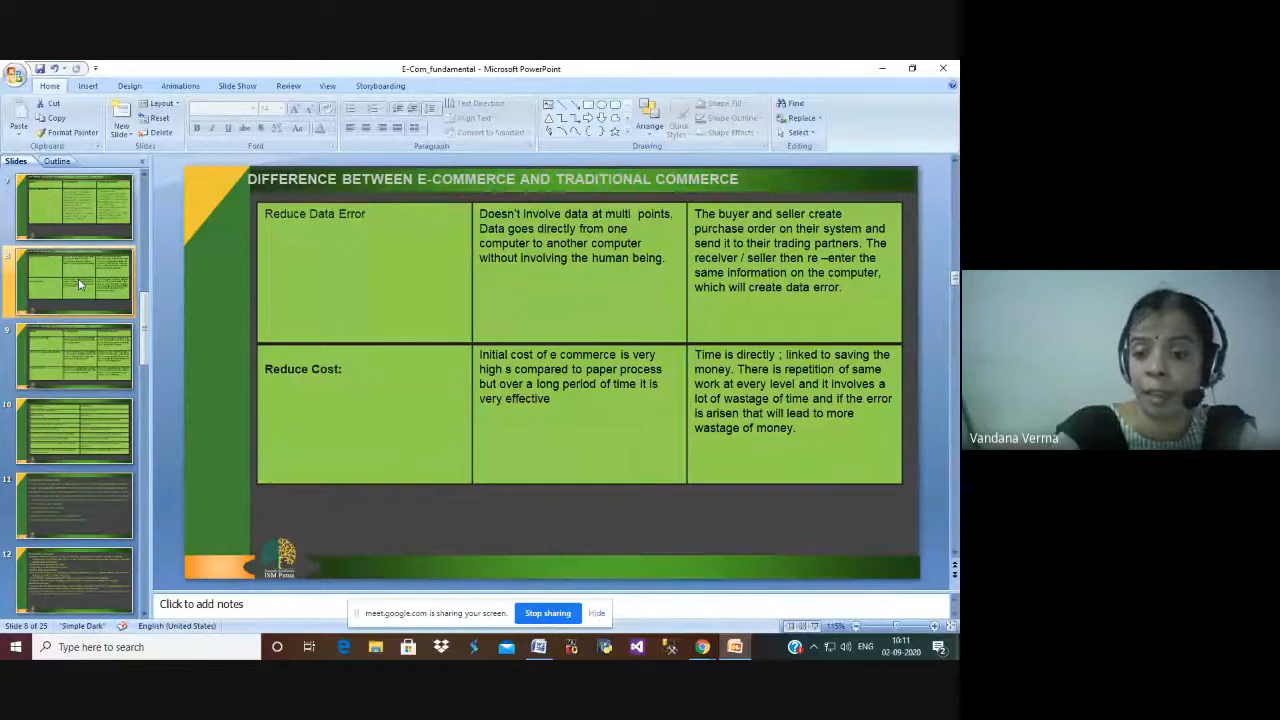 E-Com_fundamental - Microsoft PowerPoint
Home Insert Design Animations Slide Show Review View Storyboarding
Cut
Copy
Format Painter
Paste
Clipboard
New
Slide
Layout
Reset
Delete
Slides
Font
Text Direction
Align Text
Convert to SmartArt
Paragraph
Arrange
Quick
Styles
Shape Fill
Shape Outline
Shape Effects
Drawing
Find
Replace
Select
Editing
Slides Outline
7
8
9
10
11
12
DIFFERENCE BETWEEN E-COMMERCE AND TRADITIONAL COMMERCE
Reduce Data Error
Doesn't involve data at multi points.
Data goes directly from one
computer to another computer
without involving the human being.
The buyer and seller create
purchase order on their system and
send it to their trading partners. The
receiver / seller then re –enter the
same information on the computer,
which will create data error.
Reduce Cost:
Initial cost of e commerce is very
high s compared to paper process
but over a long period of time it is
very effective
Time is directly ; linked to saving the
money. There is repetition of same
work at every level and it involves a
lot of wastage of time and if the error
is arisen that will lead to more
wastage of money.
ISM Patna
Vandana Verma
Click to add notes
meet.google.com is sharing your screen. Stop sharing Hide
Slide 8 of 25 "Simple Dark" English (United States) 115%
Type here to search
ENG
10:11
02-09-2020
2